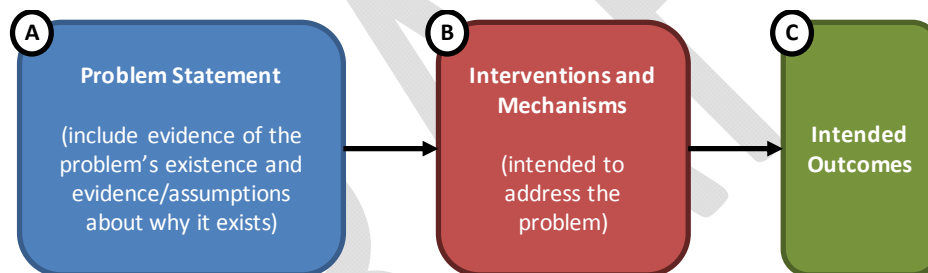 A
Problem Statement
(include evidence of the
problem's existence and
evidence/assumptions
about why it exists)
B
Interventions and
Mechanisms
(intended to
address the
problem)
C
Intended
Outcomes